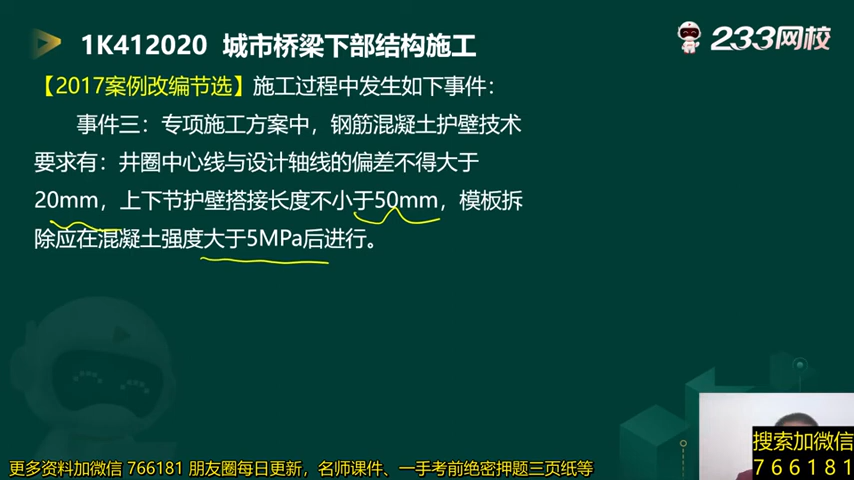 1K412020 城市桥梁下部结构施工
233网校
【2017案例改编节选】施工过程中发生如下事件：
事件三：专项施工方案中，钢筋混凝土护壁技术
要求有：井圈中心线与设计轴线的偏差不得大于
20mm，上下节护壁搭接长度不小于50mm，模板拆
除应在混凝土强度大于5MPa后进行。
搜索加微信
766181
更多资料加微信 766181 朋友圈每日更新，名师课件、一手考前绝密押题三页纸等